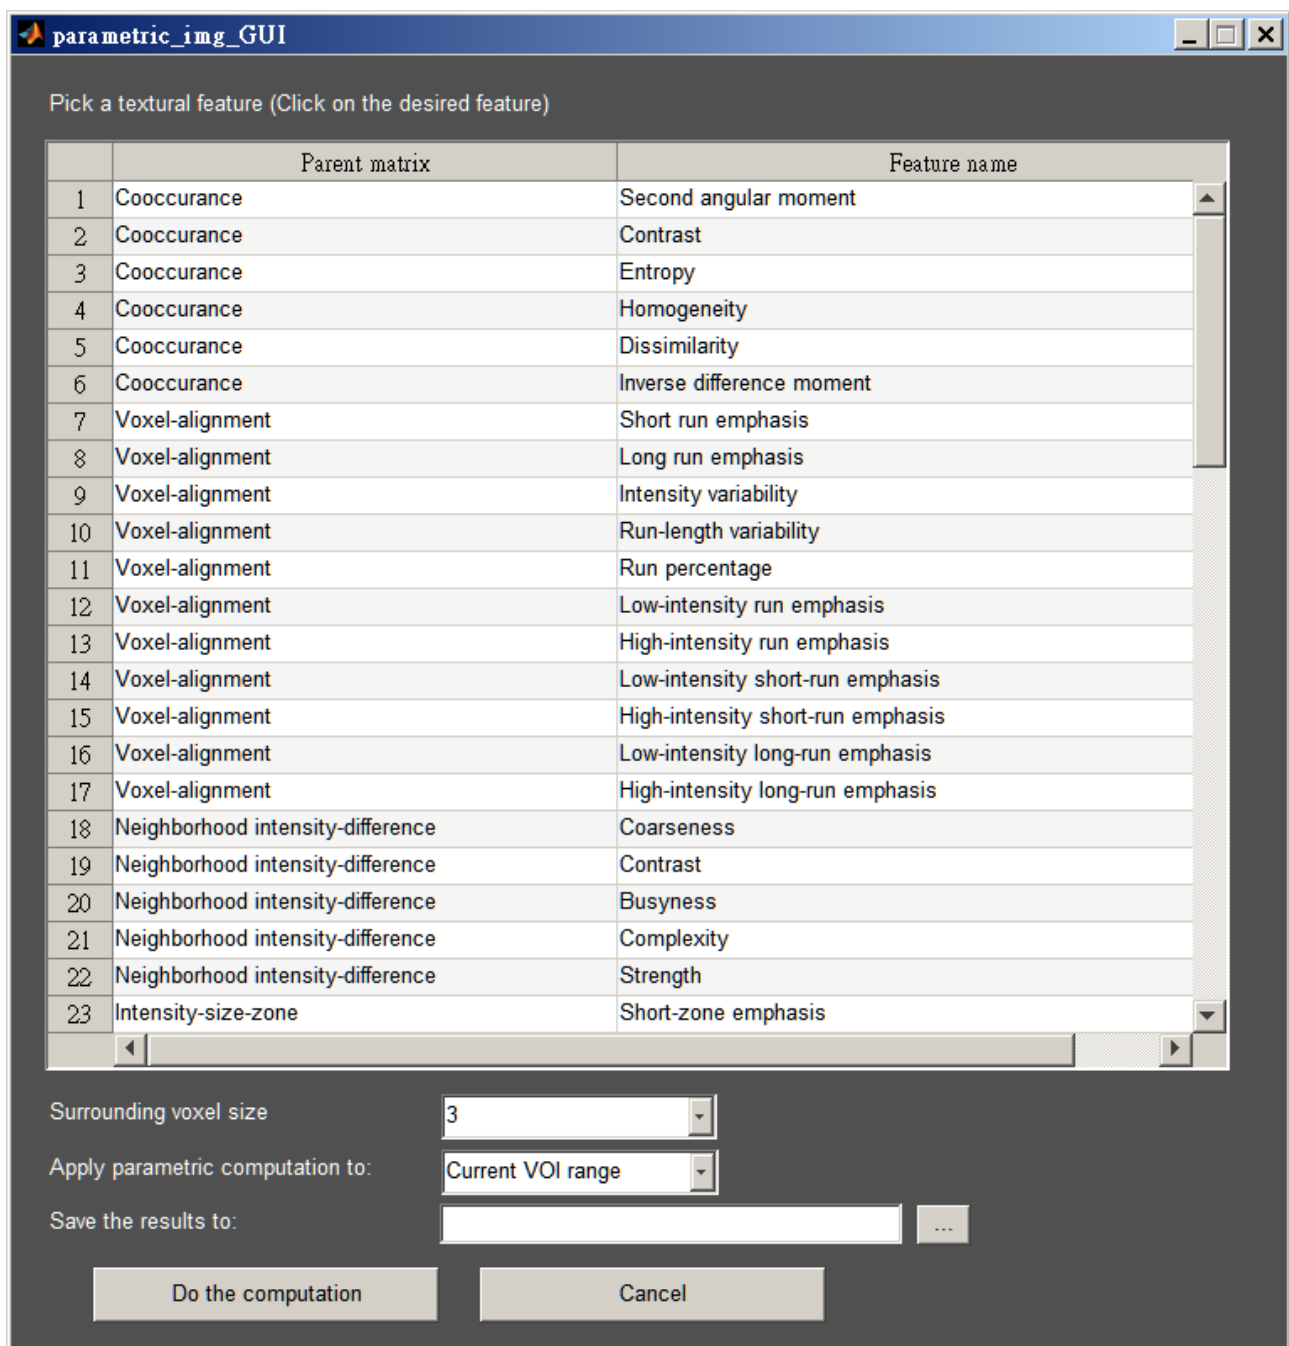 parametric_img_GUI
Pick a textural feature (Click on the desired feature)
Parent matrix Feature name
1 Cooccurance Second angular moment
2 Cooccurance Contrast
3 Cooccurance Entropy
4 Cooccurance Homogeneity
5 Cooccurance Dissimilarity
6 Cooccurance Inverse difference moment
7 Voxel-alignment Short run emphasis
8 Voxel-alignment Long run emphasis
9 Voxel-alignment Intensity variability
10 Voxel-alignment Run-length variability
11 Voxel-alignment Run percentage
12 Voxel-alignment Low-intensity run emphasis
13 Voxel-alignment High-intensity run emphasis
14 Voxel-alignment Low-intensity short-run emphasis
15 Voxel-alignment High-intensity short-run emphasis
16 Voxel-alignment Low-intensity long-run emphasis
17 Voxel-alignment High-intensity long-run emphasis
18 Neighborhood intensity-difference Coarseness
19 Neighborhood intensity-difference Contrast
20 Neighborhood intensity-difference Busyness
21 Neighborhood intensity-difference Complexity
22 Neighborhood intensity-difference Strength
23 Intensity-size-zone Short-zone emphasis
Surrounding voxel size 3
Apply parametric computation to: Current VOI range
Save the results to: ...
Do the computation Cancel